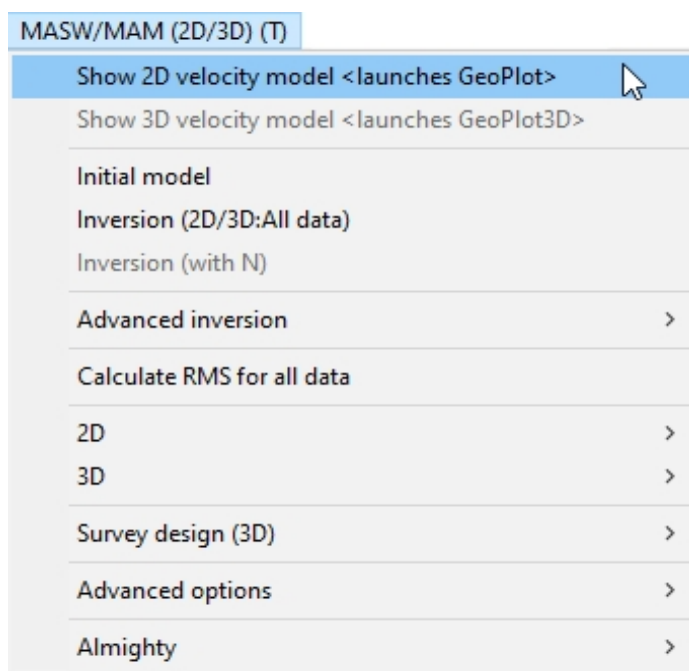 MASW/MAM (2D/3D) (T)
Show 2D velocity model <launches GeoPlot>
Show 3D velocity model <launches GeoPlot3D>
Initial model
Inversion (2D/3D:All data)
Inversion (with N)
Advanced inversion
Calculate RMS for all data
2D
3D
Survey design (3D)
Advanced options
Almighty